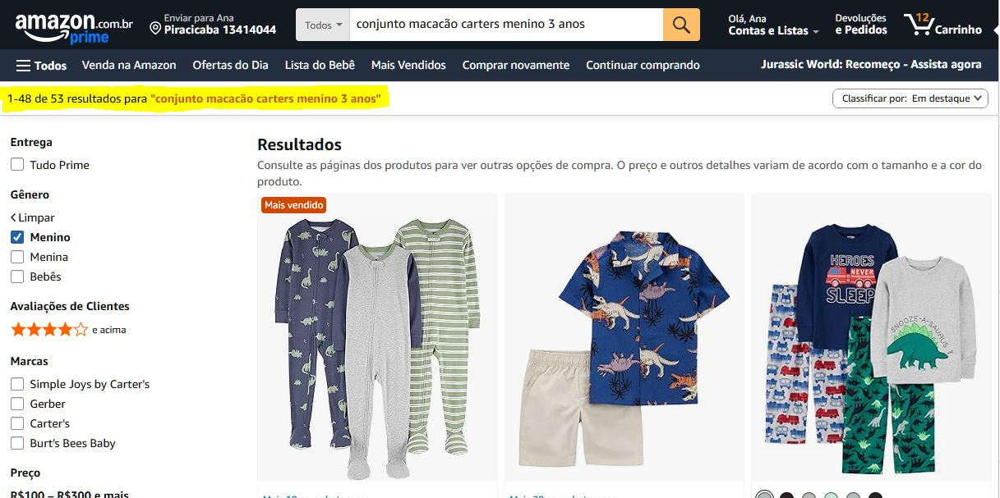 amazon.com.br
prime
Enviar para Ana
Piracicaba 13414044
Todos
conjunto macacão carters menino 3 anos
Olá, Ana
Contas e Listas
Devoluções
e Pedidos
12
Carrinho
Todos
Venda na Amazon
Ofertas do Dia
Lista do Bebê
Mais Vendidos
Comprar novamente
Continuar comprando
Jurassic World: Recomeço - Assista agora
1-48 de 53 resultados para "conjunto macacão carters menino 3 anos"
Classificar por: Em destaque
Entrega
Tudo Prime
Gênero
Limpar
Menino
Menina
Bebês
Avaliações de Clientes
e acima
Marcas
Simple Joys by Carter's
Gerber
Carter's
Burt's Bees Baby
Preço
R$100 – R$300 e mais
Resultados
Consulte as páginas dos produtos para ver outras opções de compra. O preço e outros detalhes variam de acordo com o tamanho e a cor do
produto.
Mais vendido
HEROES
NEVER
SLEEP
SNOOZE-A-SAURUS